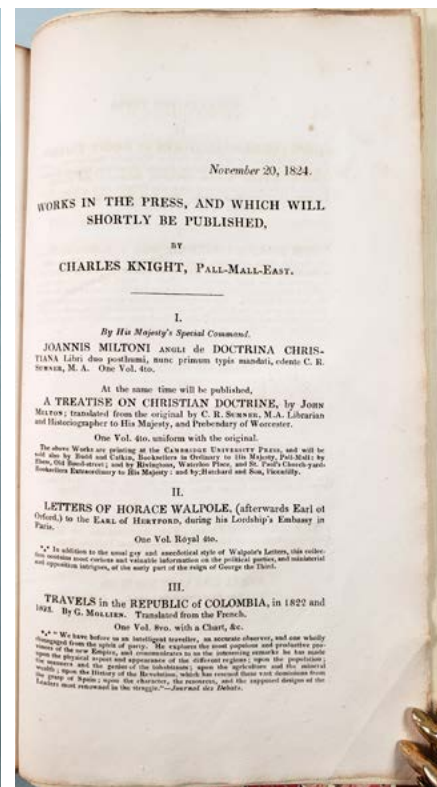 November 20, 1824.
WORKS IN THE PRESS, AND WHICH WILL
SHORTLY BE PUBLISHED,
BY
CHARLES KNIGHT, PALL-MALL-EAST.
I.
By His Majesty's Special Command.
JOANNIS MILTONI ANGLI de DOCTRINA CHRIS-
TIANA Libri duo posthumi, nunc primum typis mandati, edente C. R.
SUMNER, M. A. One Vol. 4to.
At the same time will be published,
A TREATISE ON CHRISTIAN DOCTRINE, by JOHN
MILTON; translated from the original by C. R. SUMNER, M.A. Librarian
and Historiographer to His Majesty, and Prebendary of Worcester.
One Vol. 4to. uniform with the original.
The above Works are printing at the CAMBRIDGE UNIVERSITY PRESS, and will be
sold also by Budd and Calkin, Booksellers in Ordinary to His Majesty, Pall-Mall; by
Ebers, Old Bond-street; and by Rivingtons, Waterloo Place, and St. Paul's Church-yard;
Booksellers Extraordinary to His Majesty: and by Hatchard and Son, Piccadilly.
II.
LETTERS OF HORACE WALPOLE, (afterwards Earl of
Orford,) to the EARL OF HERTFORD, during his Lordship's Embassy in
Paris.
One Vol. Royal 4to.
*** In addition to the usual gay and anecdotical style of Walpole's Letters, this collec-
tion contains most curious and valuable information on the political parties, and ministerial
and opposition intrigues, of the early part of the reign of George the Third.
III.
TRAVELS in the REPUBLIC of COLOMBIA, in 1822 and
1823. By G. MOLLIEN. Translated from the French.
One Vol. 8vo. with a Chart, &c.
*** "We have before us an intelligent traveller, an accurate observer, and one wholly
disengaged from the spirit of party. He explores the most populous and productive pro-
vinces of the new Empire, and communicates to us the interesting remarks he has made
upon the physical aspect and appearance of the different regions; upon the population;
the manners and the genius of the inhabitants; upon the agriculture and the mineral
wealth; upon the History of the Revolution, which has rescued these vast dominions from
the grasp of Spain; upon the character, the resources, and the supposed designs of the
Leaders most renowned in the struggle."—Journal des Debats.